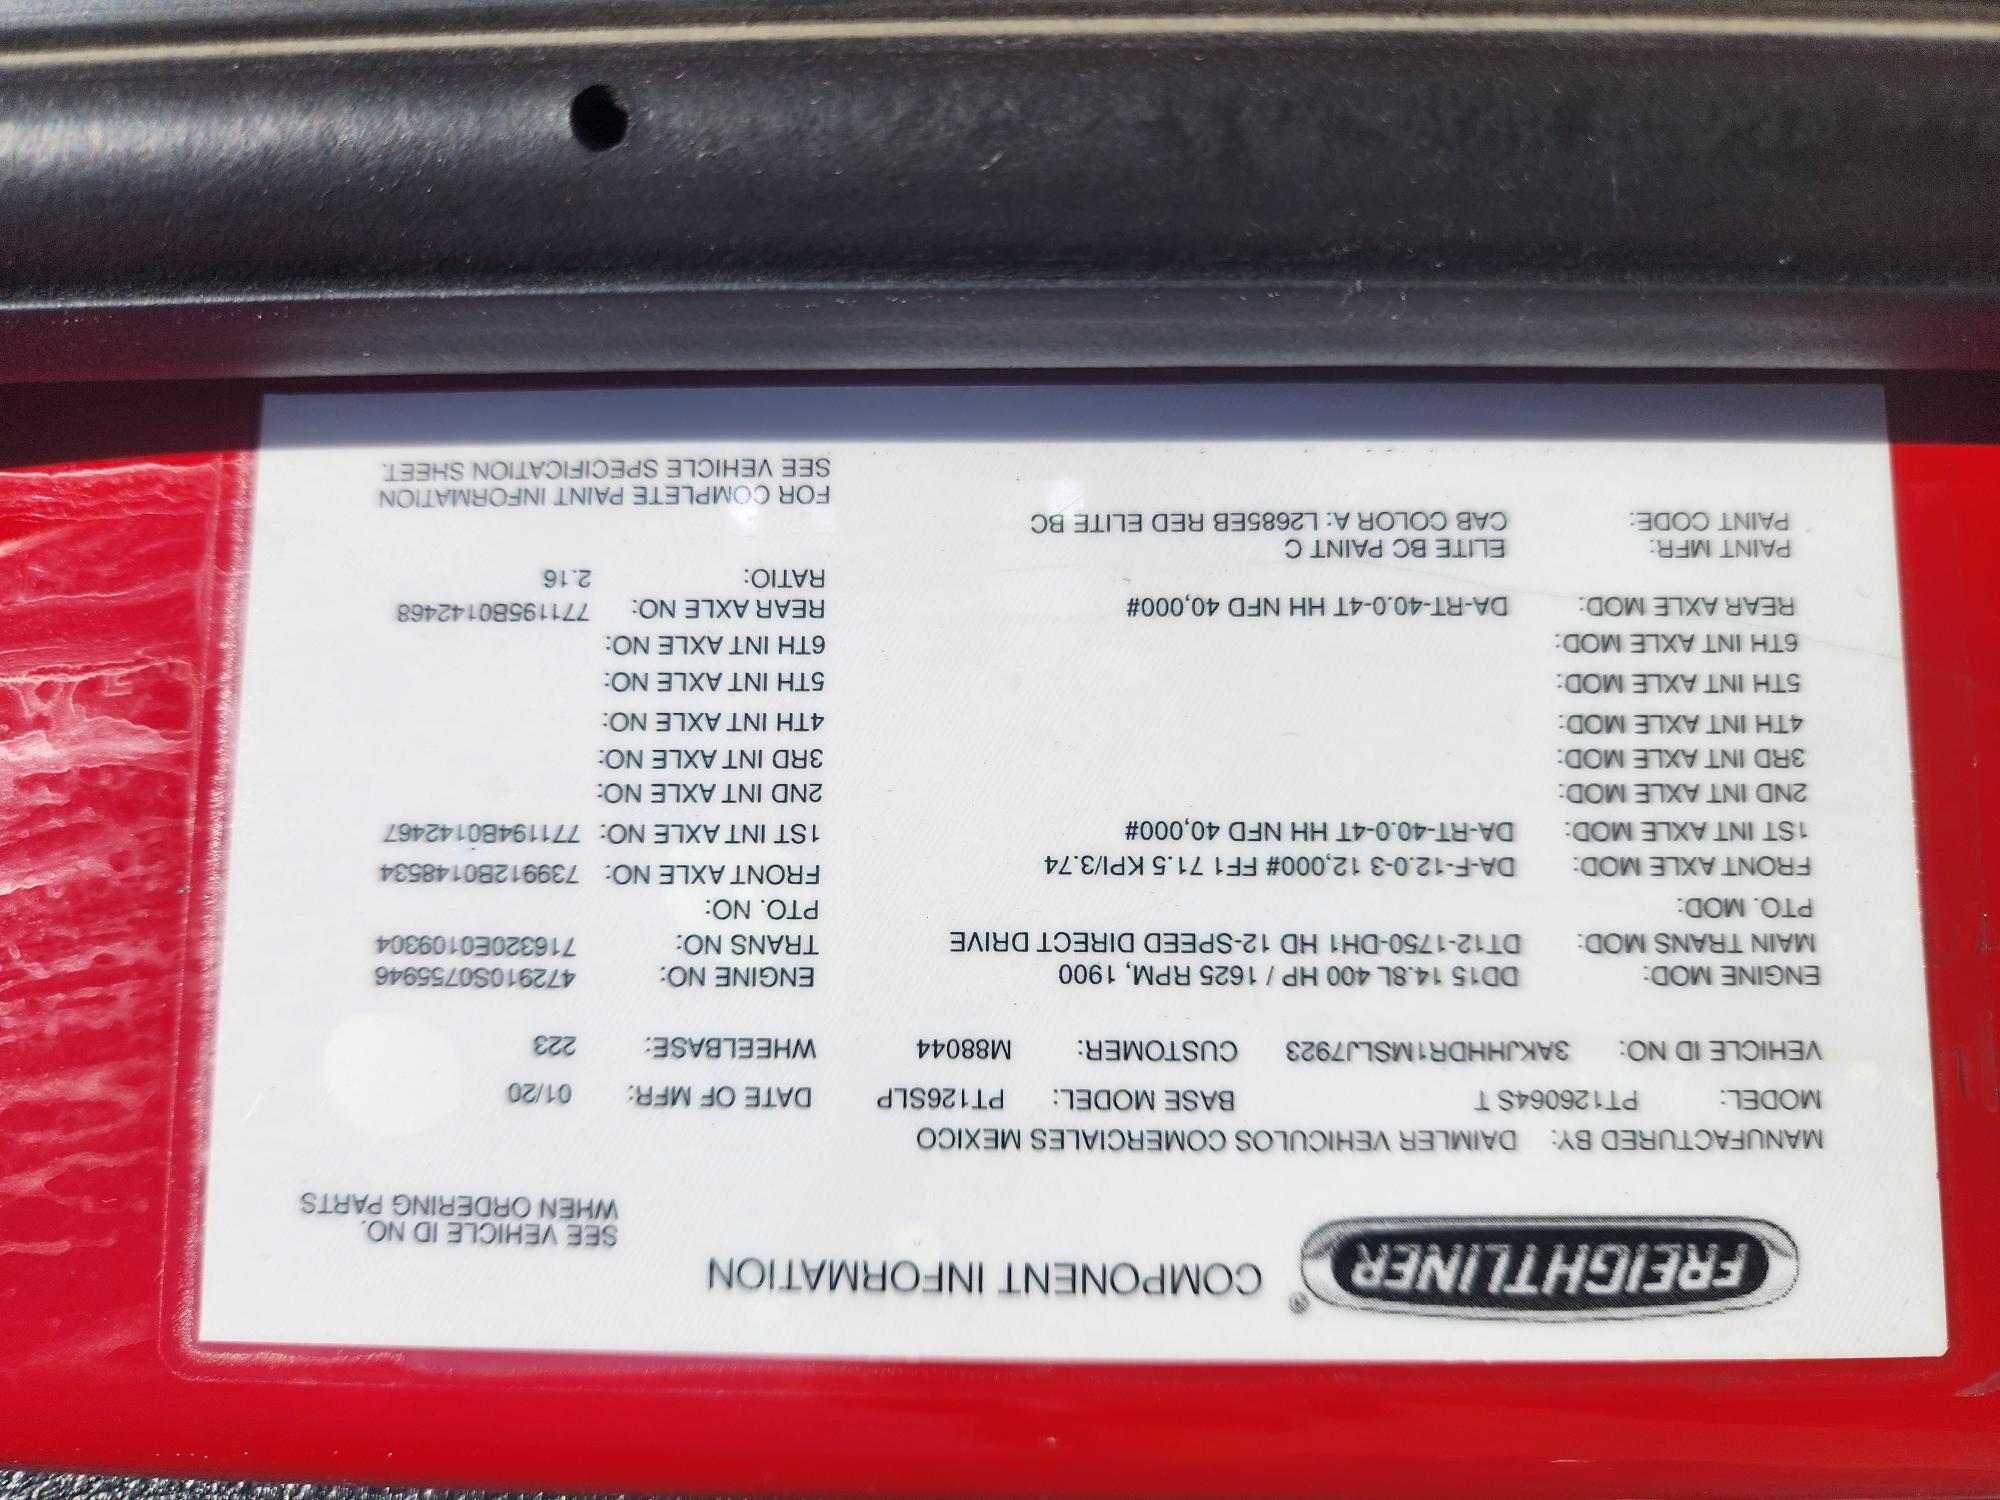 FREIGHTLINER® COMPONENT INFORMATION
SEE VEHICLE ID NO.
WHEN ORDERING PARTS
MANUFACTURED BY: DAIMLER VEHICULOS COMERCIALES MEXICO
MODEL: PT126064S T BASE MODEL: PT126SLP DATE OF MFR: 01/20
VEHICLE ID NO: 3AKJHHDR1MSLJ7923 CUSTOMER: M88044 WHEELBASE: 223
ENGINE MOD: DD15 14.8L 400 HP / 1625 RPM, 1900 ENGINE NO: 472910S0755946
MAIN TRANS MOD: DT12-1750-DH1 HD 12-SPEED DIRECT DRIVE TRANS NO: 716320E0109304
PTO. MOD: PTO. NO:
FRONT AXLE MOD: DA-F-12.0-3 12,000# FF1 71.5 KPI/3.74 FRONT AXLE NO: 739912B0148534
1ST INT AXLE MOD: DA-RT-40.0-4T HH NFD 40,000# 1ST INT AXLE NO: 771194B0142467
2ND INT AXLE MOD: 2ND INT AXLE NO:
3RD INT AXLE MOD: 3RD INT AXLE NO:
4TH INT AXLE MOD: 4TH INT AXLE NO:
5TH INT AXLE MOD: 5TH INT AXLE NO:
6TH INT AXLE MOD: 6TH INT AXLE NO:
REAR AXLE MOD: DA-RT-40.0-4T HH NFD 40,000# REAR AXLE NO: 771195B0142468
RATIO: 2.16
PAINT MFR: ELITE BC PAINT C
PAINT CODE: CAB COLOR A: L2685EB RED ELITE BC
FOR COMPLETE PAINT INFORMATION
SEE VEHICLE SPECIFICATION SHEET.